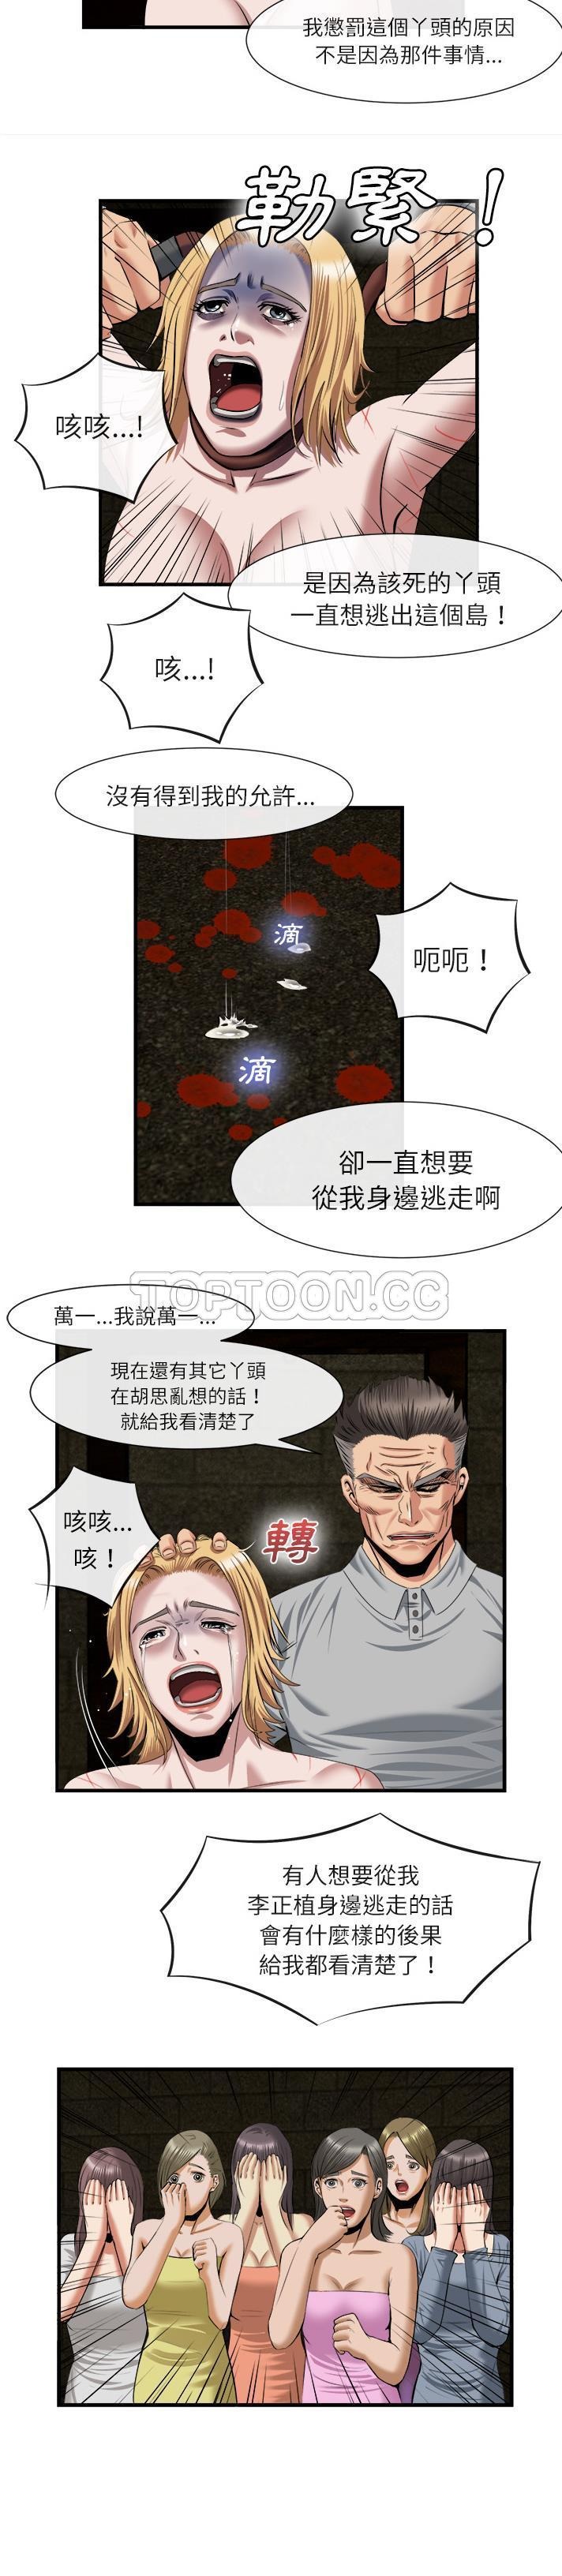 我懲罰這個丫頭的原因
不是因為那件事情...
勒緊!
咳咳...!
是因為該死的丫頭
一直想逃出這個島！
咳...!
沒有得到我的允許...
滴
呃呃！
滴
卻一直想要
從我身邊逃走啊
TOPTOON.CC
萬一...我說萬一...
現在還有其它丫頭
在胡思亂想的話！
就給我看清楚了
咳咳...
咳！
轉
有人想要從我
李正植身邊逃走的話
會有什麼樣的後果
給我都看清楚了！